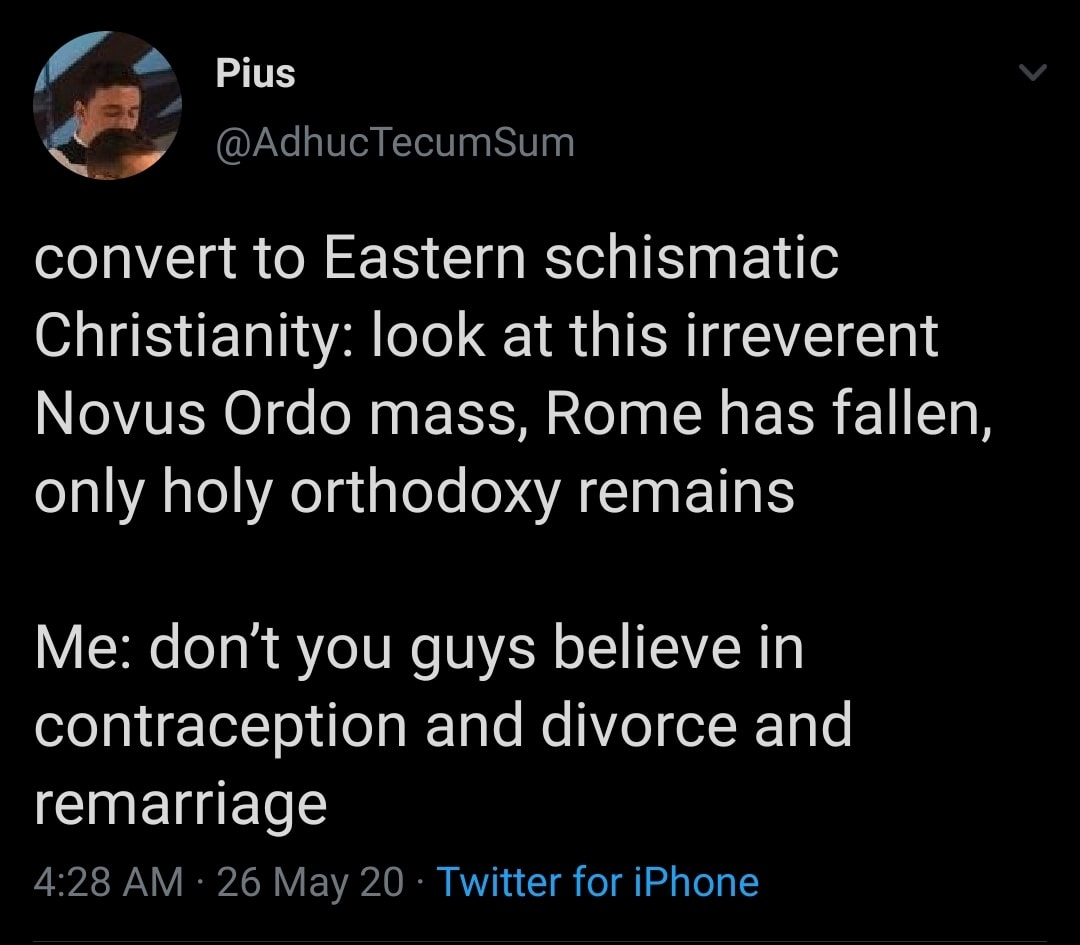 Pius
@AdhucTecumSum
convert to Eastern schismatic
Christianity: look at this irreverent
Novus Ordo mass, Rome has fallen,
only holy orthodoxy remains
Me: don’t you guys believe in
contraception and divorce and
remarriage
4:28 AM · 26 May 20 · Twitter for iPhone